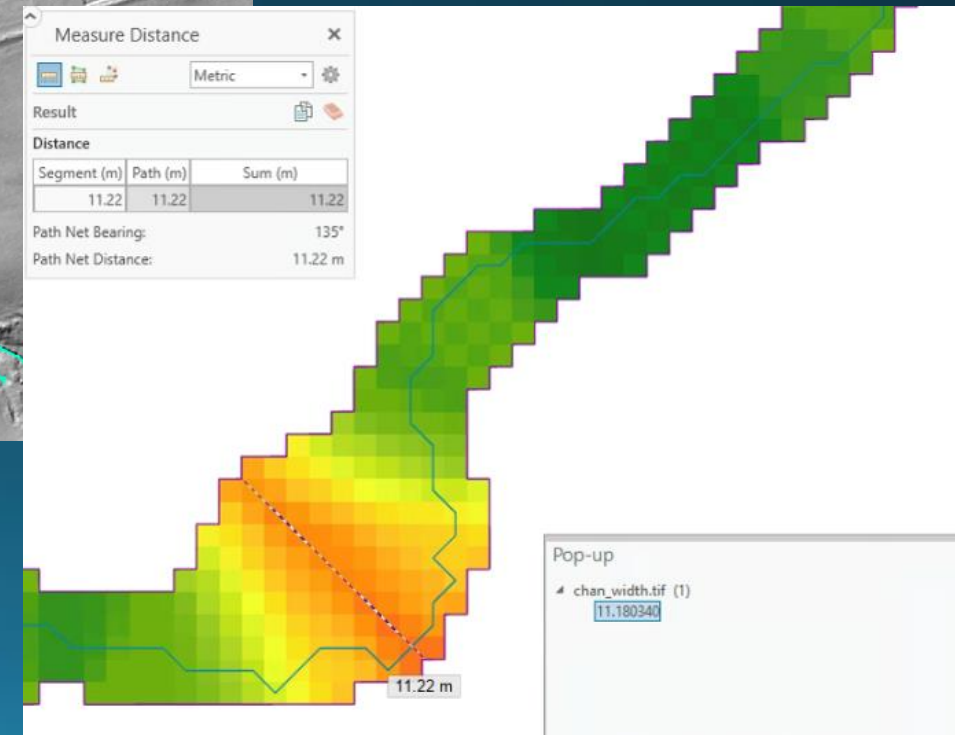 Measure Distance
Metric
Result
Distance
Segment (m) Path (m) Sum (m)
11.22 11.22 11.22
Path Net Bearing: 135°
Path Net Distance: 11.22 m
11.22 m
Pop-up
chan_width.tif (1)
11.180340